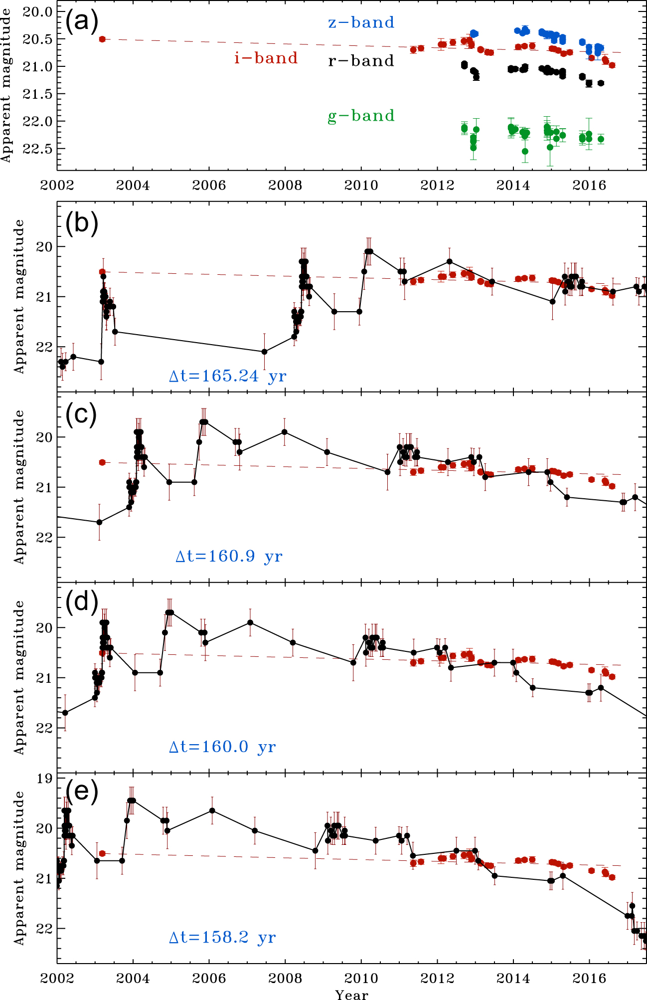 (a)
z-band
i-band
r-band
g-band
Apparent magnitude
20.0
20.5
21.0
21.5
22.0
22.5
2002 2004 2006 2008 2010 2012 2014 2016
(b)
Apparent magnitude
20
21
22
Δt=165.24 yr
(c)
Apparent magnitude
20
21
22
Δt=160.9 yr
(d)
Apparent magnitude
20
21
22
Δt=160.0 yr
(e)
Apparent magnitude
19
20
21
22
Δt=158.2 yr
2002 2004 2006 2008 2010 2012 2014 2016
Year